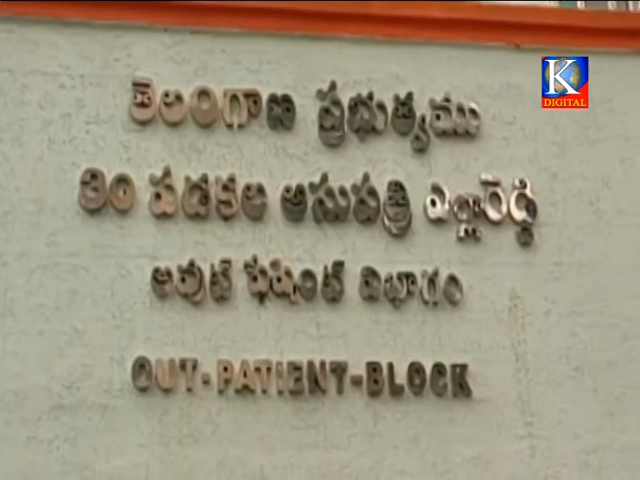 K
DIGITAL
తెలంగాణ ప్రభుత్వము
30 పడకల ఆసుపత్రి ఎల్లారెడ్డి
అవుట్ పేషెంట్ విభాగం
OUT-PATIENT-BLOCK